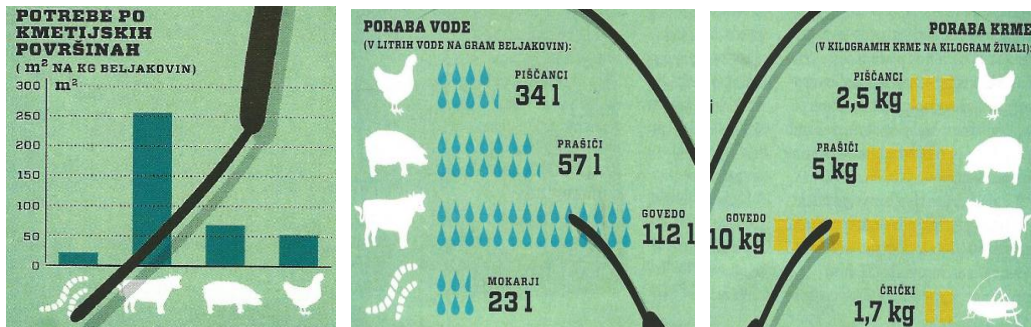 POTREBE PO
KMETIJSKIH
POVRŠINAH
( m² NA KG BELJAKOVIN)
m²
300
250
200
150
100
50
0
PORABA VODE
(V LITRIH VODE NA GRAM BELJAKOVIN):
PIŠČANCI
34 l
PRAŠIČI
57 l
GOVEDO
112 l
MOKARJI
23 l
PORABA KRME
(V KILOGRAMIH KRME NA KILOGRAM ŽIVALI):
PIŠČANCI
2,5 kg
PRAŠIČI
5 kg
GOVEDO
10 kg
ČRIČKI
1,7 kg